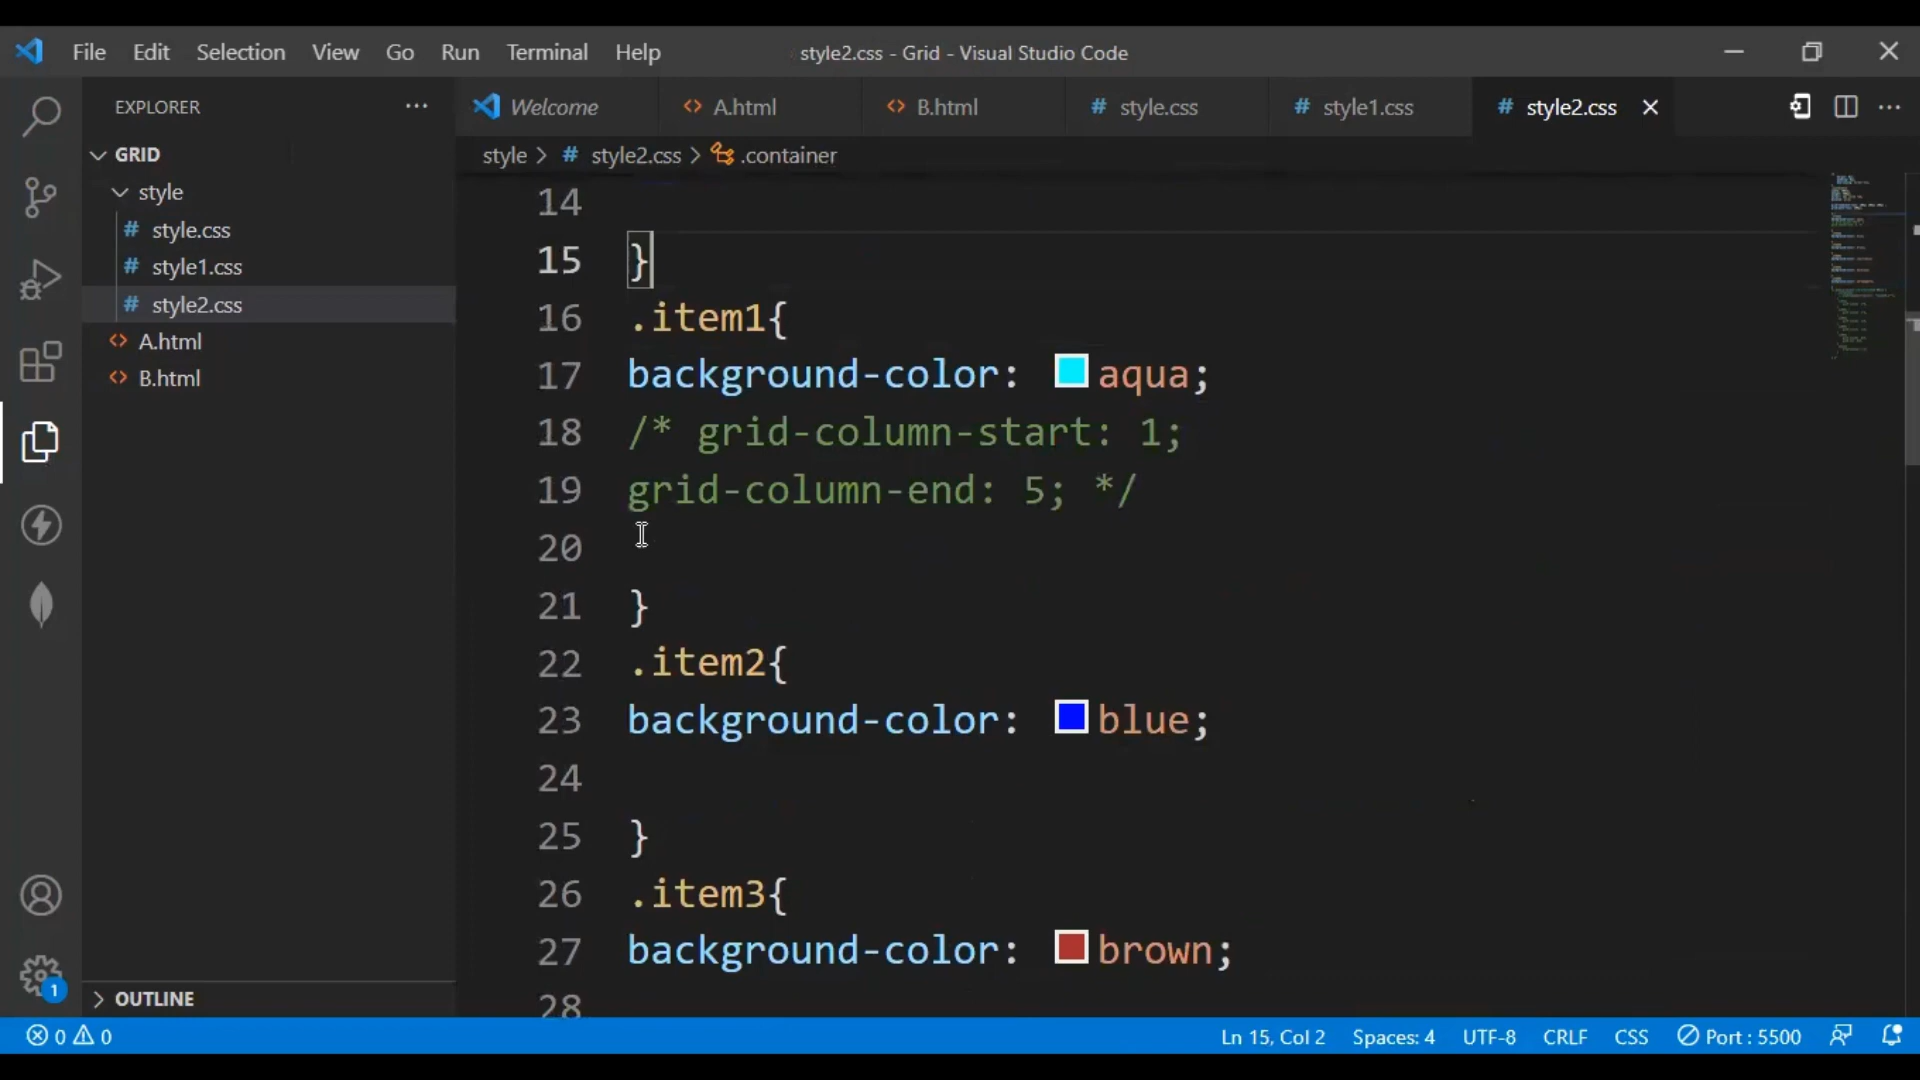 File Edit Selection View Go Run Terminal Help style2.css - Grid - Visual Studio Code
EXPLORER
GRID
style
# style.css
# style1.css
# style2.css
<> A.html
<> B.html
OUTLINE
Welcome <> A.html <> B.html # style.css # style1.css # style2.css
style > # style2.css > .container
14
15 }
16 .item1{
17 background-color: aqua;
18 /* grid-column-start: 1;
19 grid-column-end: 5; */
20
21 }
22 .item2{
23 background-color: blue;
24
25 }
26 .item3{
27 background-color: brown;
28
1
0 0 Ln 15, Col 2 Spaces: 4 UTF-8 CRLF CSS Port : 5500